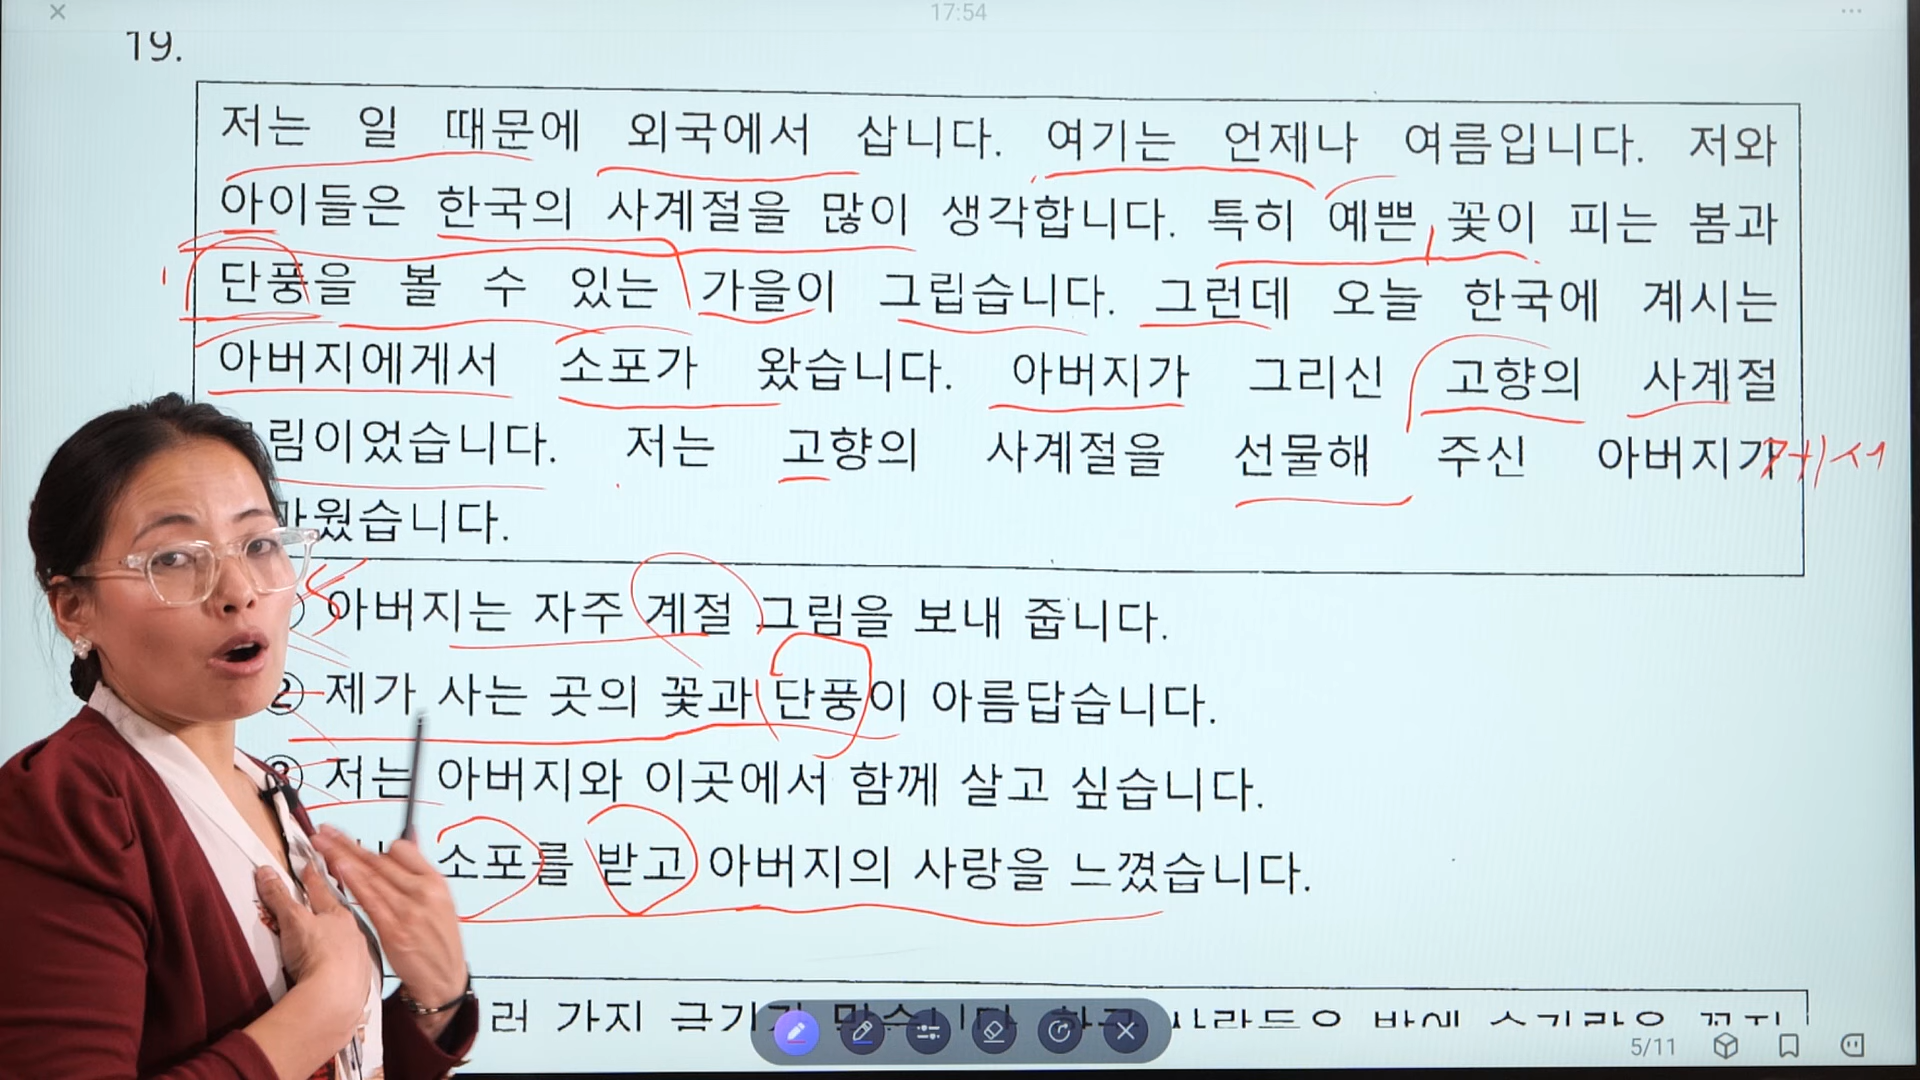 17:54
19.
저는 일 때문에 외국에서 삽니다. 여기는 언제나 여름입니다. 저와
아이들은 한국의 사계절을 많이 생각합니다. 특히 예쁜 꽃이 피는 봄과
단풍을 볼 수 있는 가을이 그립습니다. 그런데 오늘 한국에 계시는
아버지에게서 소포가 왔습니다. 아버지가 그리신 고향의 사계절
림이었습니다. 저는 고향의 사계절을 선물해 주신 아버지가 께서
웠습니다.
아버지는 자주 계절 그림을 보내 줍니다.
② 제가 사는 곳의 꽃과 단풍이 아름답습니다.
③ 저는 아버지와 이곳에서 함께 살고 싶습니다.
소포를 받고 아버지의 사랑을 느꼈습니다.
러 가지 금기가
5/11